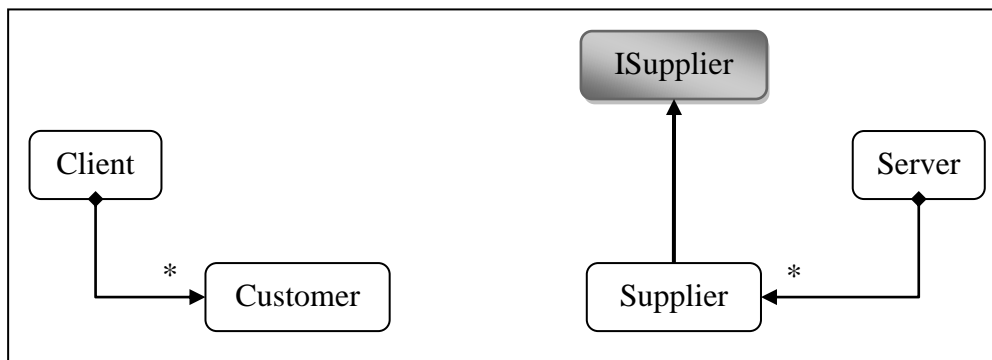 ISupplier
Client
Server
*
*
Customer
Supplier